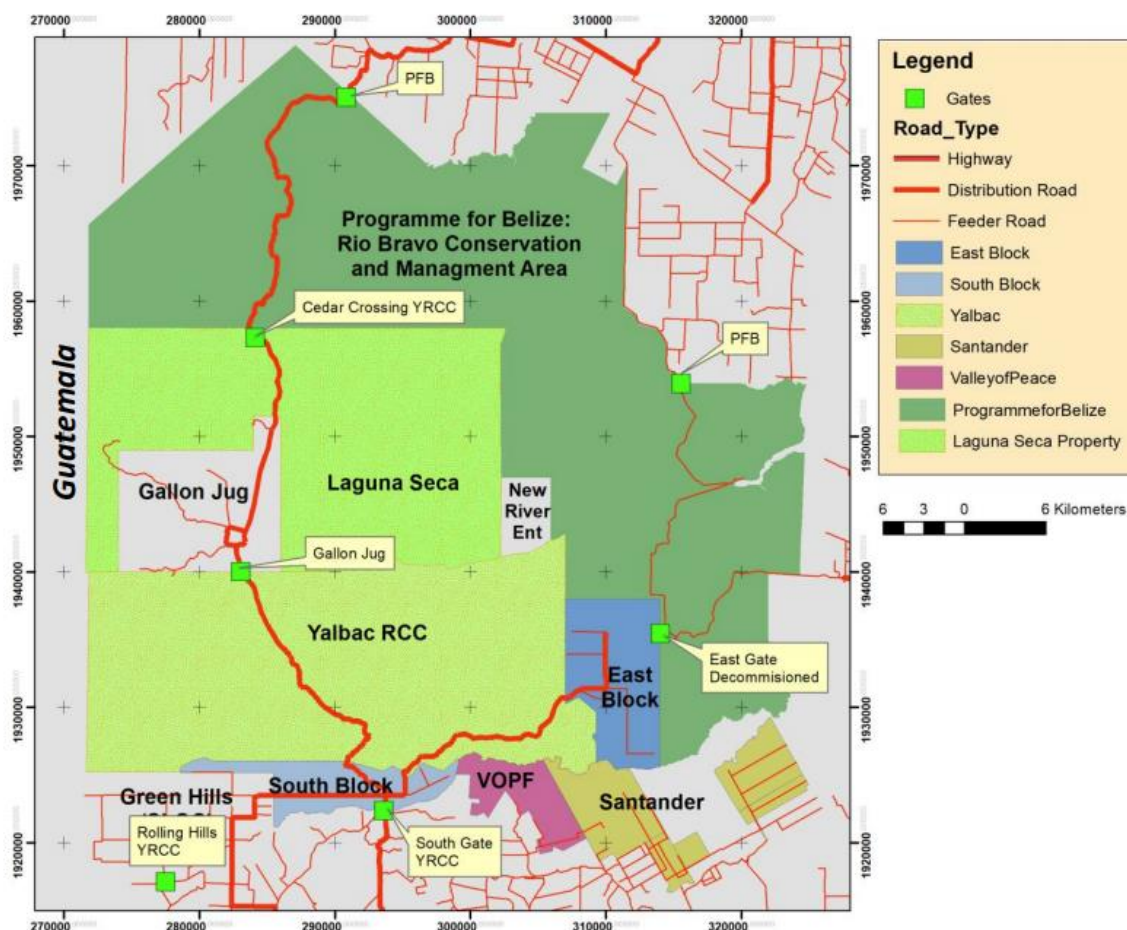 270000
280000
290000
300000
310000
320000
PFB
1970000
1970000
Programme for Belize:
Rio Bravo Conservation
and Managment Area
Cedar Crossing YRCC
1960000
1960000
PFB
Guatemala
1950000
1950000
Gallon Jug
Laguna Seca
New
River
Ent
Gallon Jug
1940000
1940000
Yalbac RCC
East Gate
Decommisioned
East
Block
1930000
1930000
South Block
VOPF
Santander
Green Hills
Rolling Hills
YRCC
South Gate
YRCC
1920000
1920000
270000
280000
290000
300000
310000
320000
Legend
Gates
Road_Type
Highway
Distribution Road
Feeder Road
East Block
South Block
Yalbac
Santander
ValleyofPeace
ProgrammeforBelize
Laguna Seca Property
6 3 0 6 Kilometers